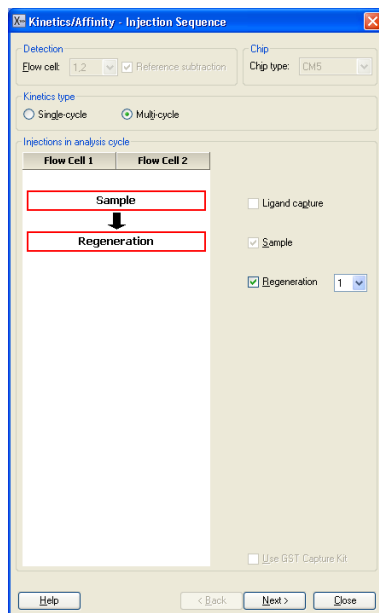 Kinetics/Affinity - Injection Sequence
Detection
Flow cell: 1,2 Reference subtraction
Chip
Chip type: CM5
Kinetics type
Single-cycle Multi-cycle
Injections in analysis cycle
Flow Cell 1 Flow Cell 2
Sample
Regeneration
Ligand capture
Sample
Regeneration 1
Use GST Capture Kit
Help < Back Next > Close